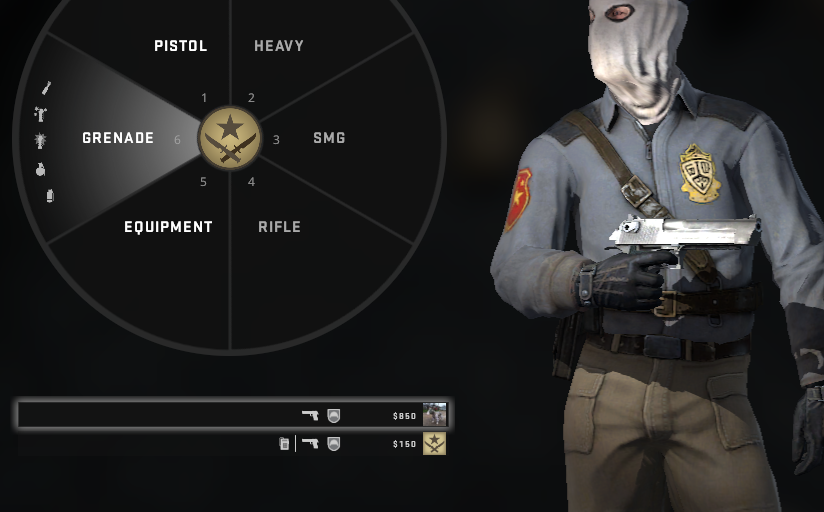 PISTOL HEAVY
1 2
GRENADE 6 3 SMG
5 4
EQUIPMENT RIFLE
$850
$150